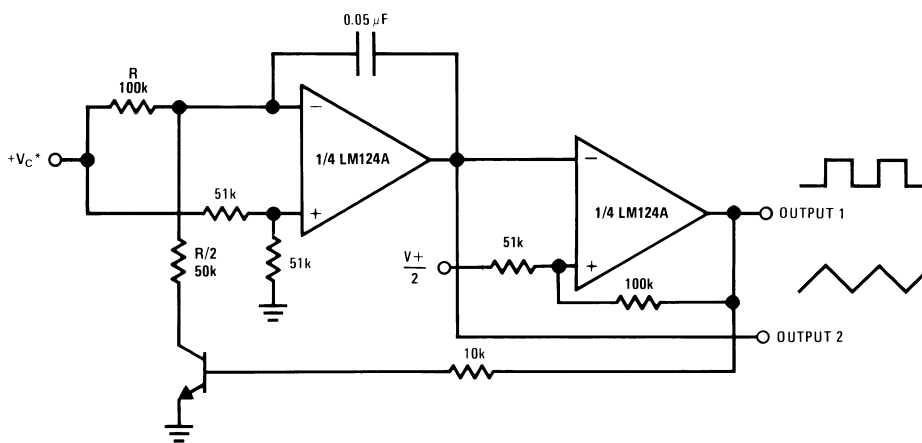 0.05 μF
R
100k
−
+V_C*
1/4 LM124A
51k
+
51k
R/2
50k
−
1/4 LM124A
OUTPUT 1
V+
2
51k
+
100k
OUTPUT 2
10k